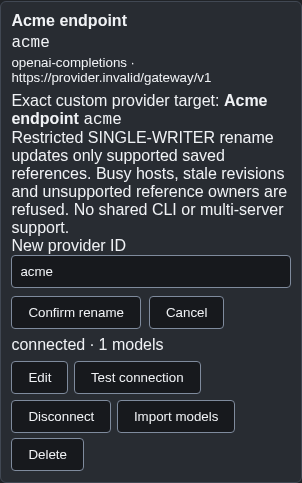 Acme endpoint
acme
openai-completions ·
https://provider.invalid/gateway/v1
Exact custom provider target: Acme
endpoint acme
Restricted SINGLE-WRITER rename
updates only supported saved
references. Busy hosts, stale revisions
and unsupported reference owners are
refused. No shared CLI or multi-server
support.
New provider ID
acme
Confirm rename Cancel
connected · 1 models
Edit Test connection
Disconnect Import models
Delete